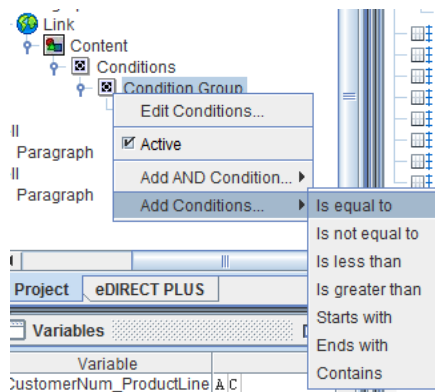 Link
Content
Conditions
Condition Group
Edit Conditions...
Active
Paragraph
Add AND Condition...
Paragraph
Add Conditions...
Is equal to
Is not equal to
Is less than
Is greater than
Starts with
Ends with
Contains
Project
eDIRECT PLUS
Variables
Variable
CustomerNum_ProductLine A C